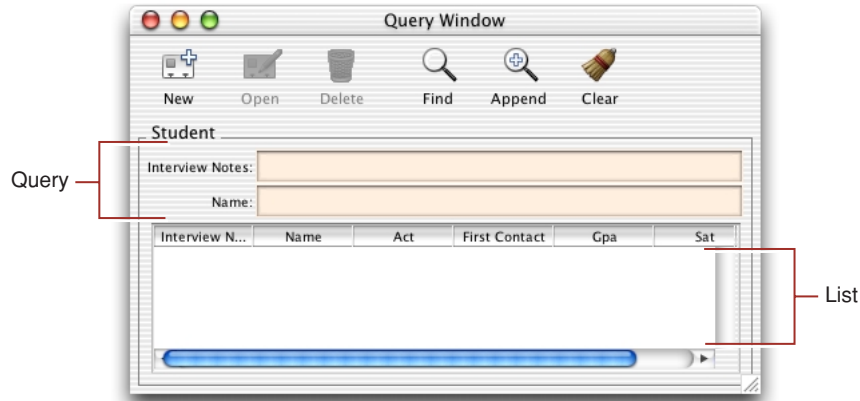 Query Window
New Open Delete Find Append Clear
Student
Query
Interview Notes:
Name:
Interview N... Name Act First Contact Gpa Sat
List